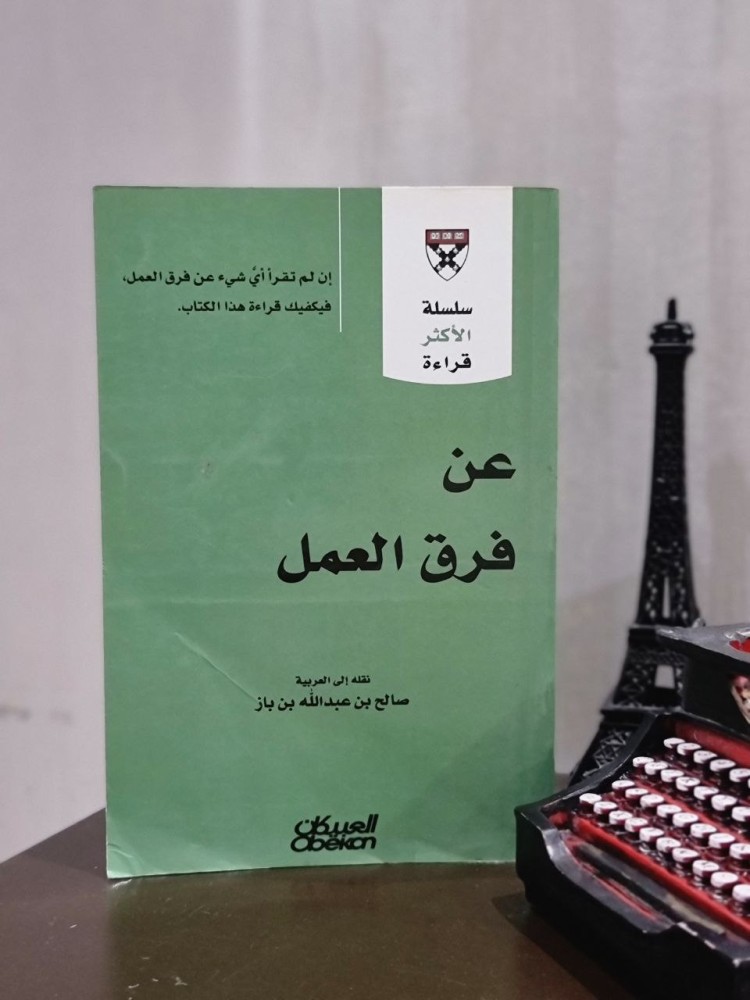 سلسلة
الأكثر
قراءة
إن لم تقرأ أيَّ شيء عن فرق العمل،
فيكفيك قراءة هذا الكتاب.
عن
فرق العمل
نقله إلى العربية
صالح بن عبدالله بن باز
العبيكان
Obekan